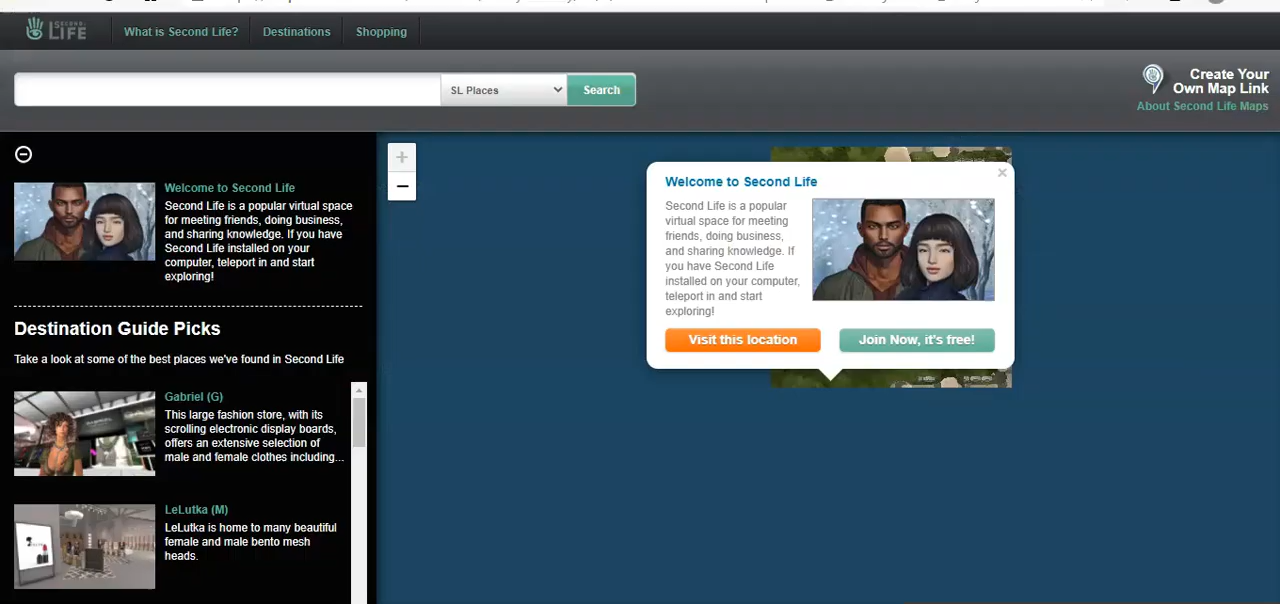 SECOND LIFE
What is Second Life?
Destinations
Shopping
SL Places
Search
Create Your
Own Map Link
About Second Life Maps
Welcome to Second Life
Second Life is a popular virtual space
for meeting friends, doing business,
and sharing knowledge. If you have
Second Life installed on your
computer, teleport in and start
exploring!
Destination Guide Picks
Take a look at some of the best places we've found in Second Life
Gabriel (G)
This large fashion store, with its
scrolling electronic display boards,
offers an extensive selection of
male and female clothes including...
LeLutka (M)
LeLutka is home to many beautiful
female and male bento mesh
heads.
+
−
Welcome to Second Life
×
Second Life is a popular
virtual space for meeting
friends, doing business,
and sharing knowledge. If
you have Second Life
installed on your computer,
teleport in and start
exploring!
Visit this location
Join Now, it's free!